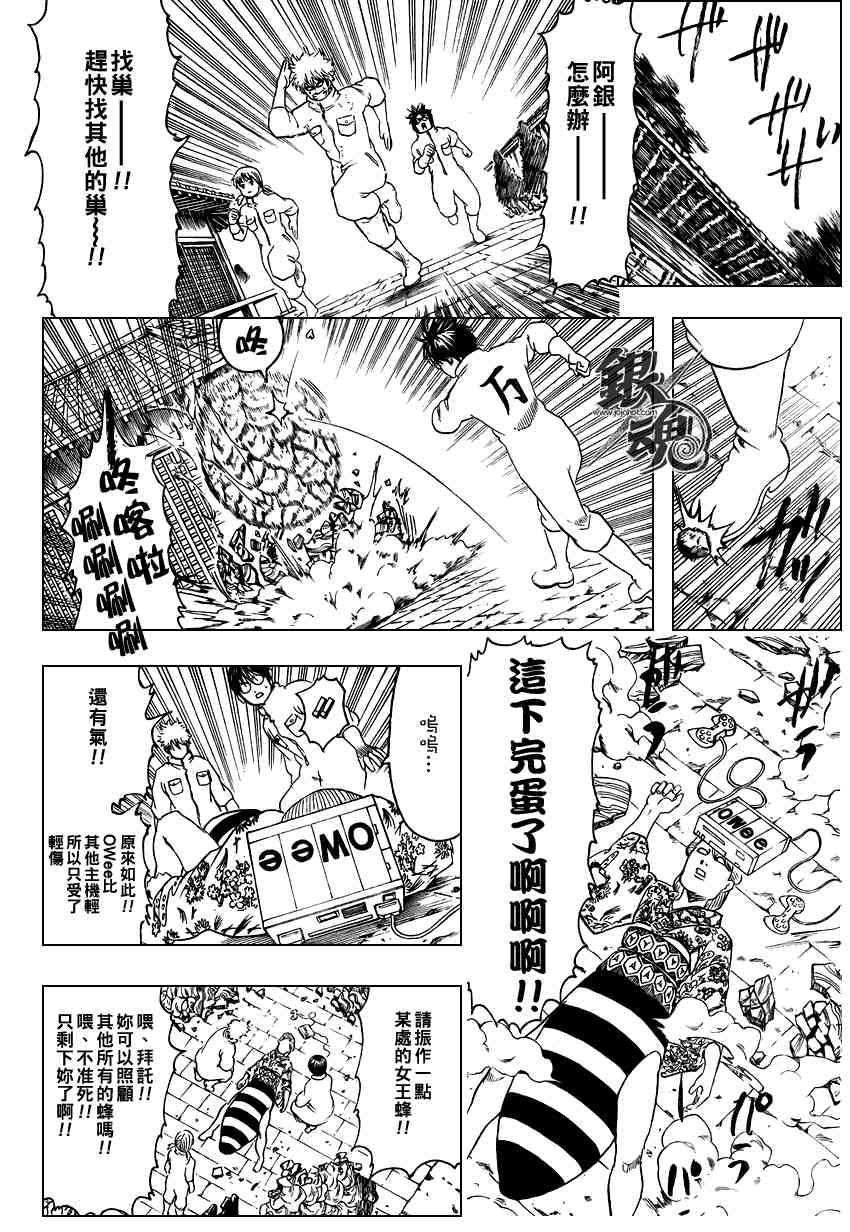 阿銀——
怎麼辦——!!
找巢——!!
趕快找其他的巢~~!!
銀魂
www.jojohot.com
万
咚
咚
喀啦
唰唰唰唰
這下完蛋了啊啊啊!!
OWee
嗚嗚…
還有氣!!
OWee
原來如此!!
OWee比
其他主機輕
所以只受了
輕傷
請振作一點
某處的女王蜂
喂、拜託!!
妳可以照顧
其他所有的蜂嗎!!
喂、不准死!!
只剩下妳了啊!!